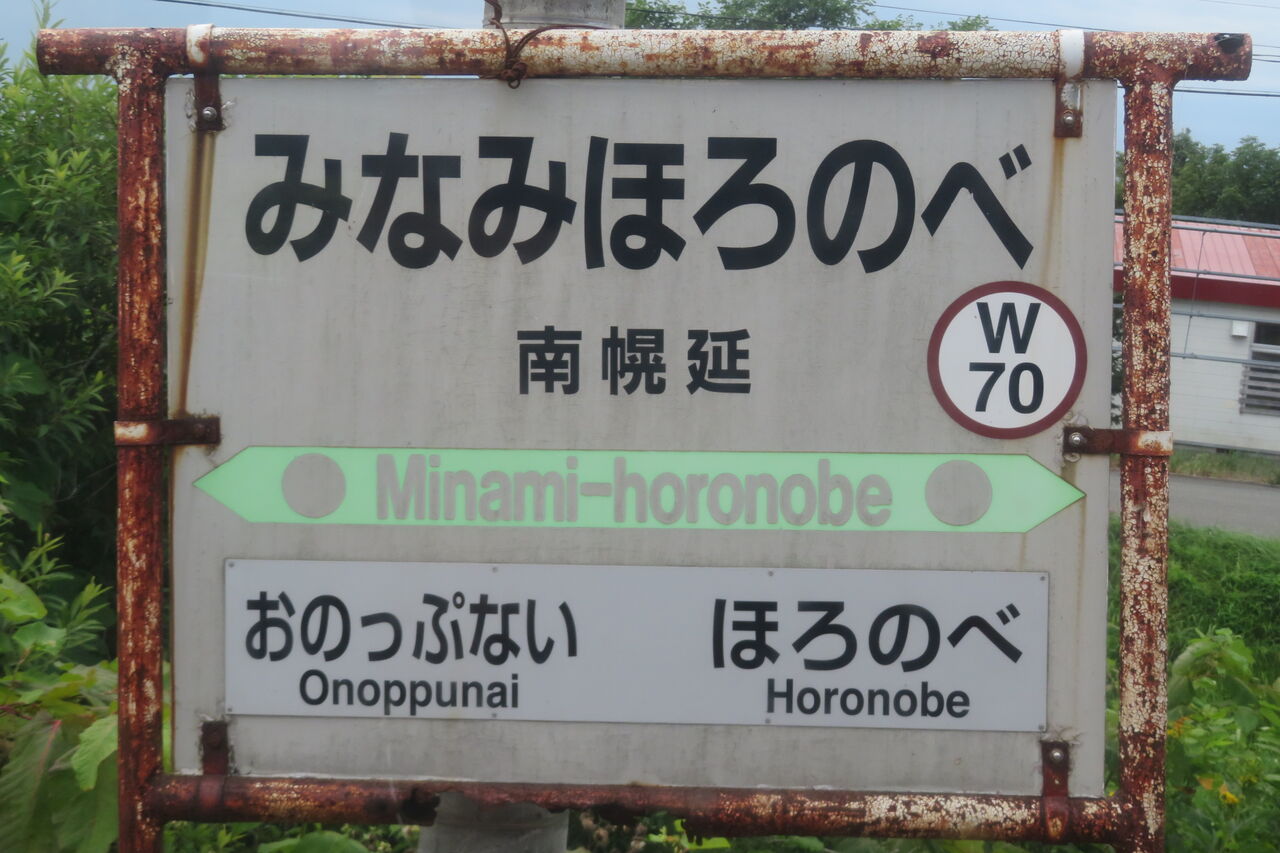 みなみほろのべ
南幌延
W
70
Minami-horonobe
おのっぷない
Onoppunai
ほろのべ
Horonobe